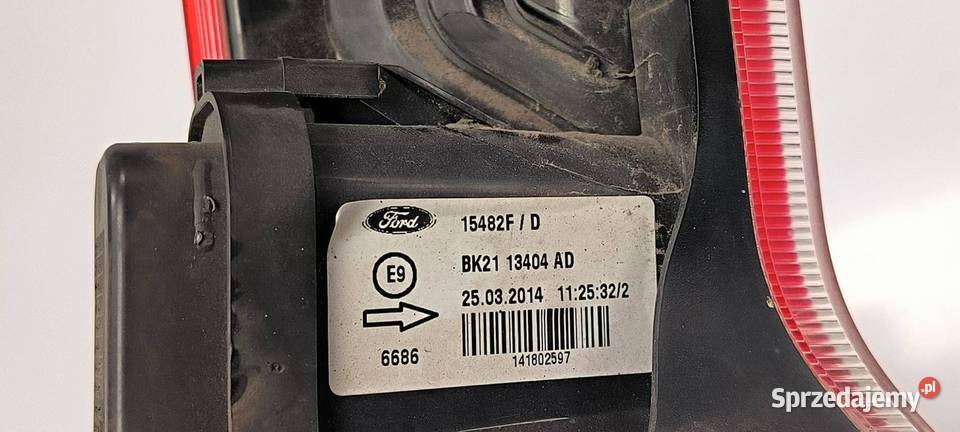 Ford 15482F / D
E9 BK21 13404 AD
25.03.2014 11:25:32/2
6686 141802597
Sprzedajemy.pl